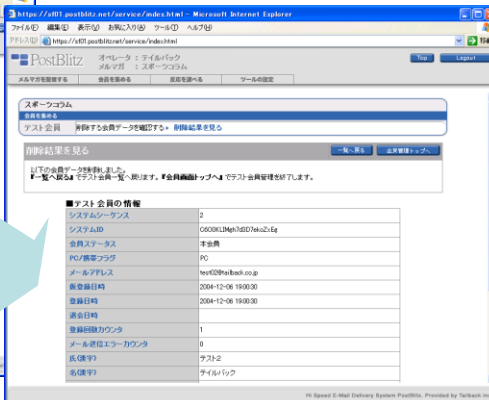 https://sf01.postblitz.net/service/index.html - Microsoft Internet Explorer
ファイル(F) 編集(E) 表示(V) お気に入り(A) ツール(T) ヘルプ(H)
アドレス(D) https://sf01.postblitz.net/service/index.html 移動
PostBlitz オペレータ : テイルバック
メルマガ : スポーツコラム
Top Logout
メルマガを配信する 会員を集める 反応を調べる ツールの設定
スポーツコラム
会員を集める
テスト会員 削除する会員データを確認する» 削除結果を見る
削除結果を見る 一覧へ戻る 会員管理トップへ
以下の会員データを削除しました。
『一覧へ戻る』でテスト会員一覧へ戻ります。『会員画面トップへ』でテスト会員管理を終了します。
■テスト会員の情報
システムシーケンス 2
システムID
会員ステータス 本会員
PC/携帯フラグ PC
メールアドレス test02@tailback.co.jp
仮登録日時 2004-12-06 19:00:30
登録日時 2004-12-06 19:00:30
退会日時
登録回数カウンタ 1
メール送信エラーカウンタ 0
氏(漢字) テスト2
名(漢字) テイルバック
Hi Speed E-Mail Delivery System PostBlitz. Provided by Tailback Inc.